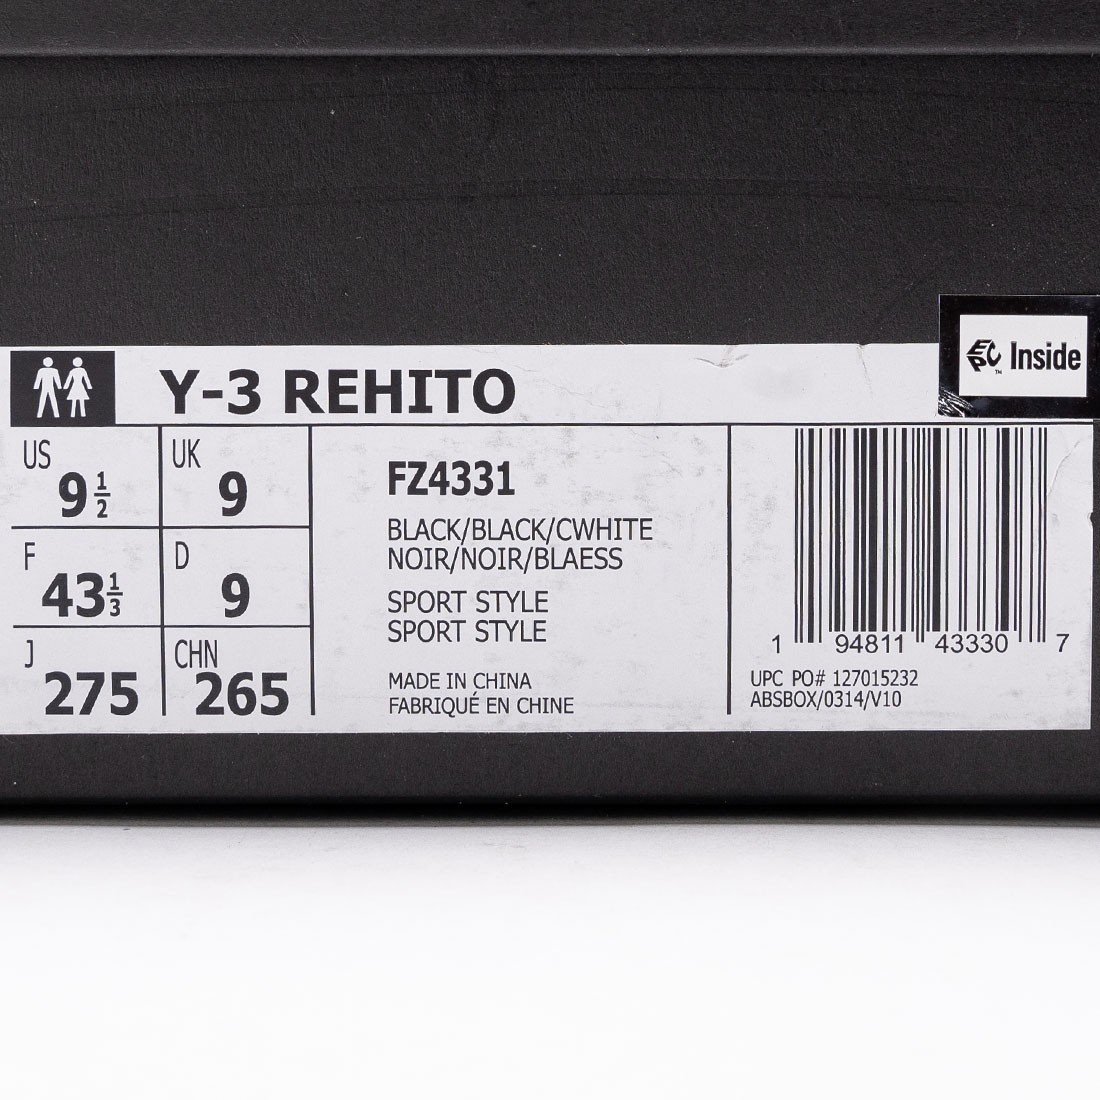 EPC™ Inside
Y-3 REHITO
US
9 1/2
UK
9
F
43 1/3
D
9
J
275
CHN
265
FZ4331
BLACK/BLACK/CWHITE
NOIR/NOIR/BLAESS
SPORT STYLE
SPORT STYLE
MADE IN CHINA
FABRIQUÉ EN CHINE
1 94811 43330 7
UPC PO# 127015232
ABSBOX/0314/V10